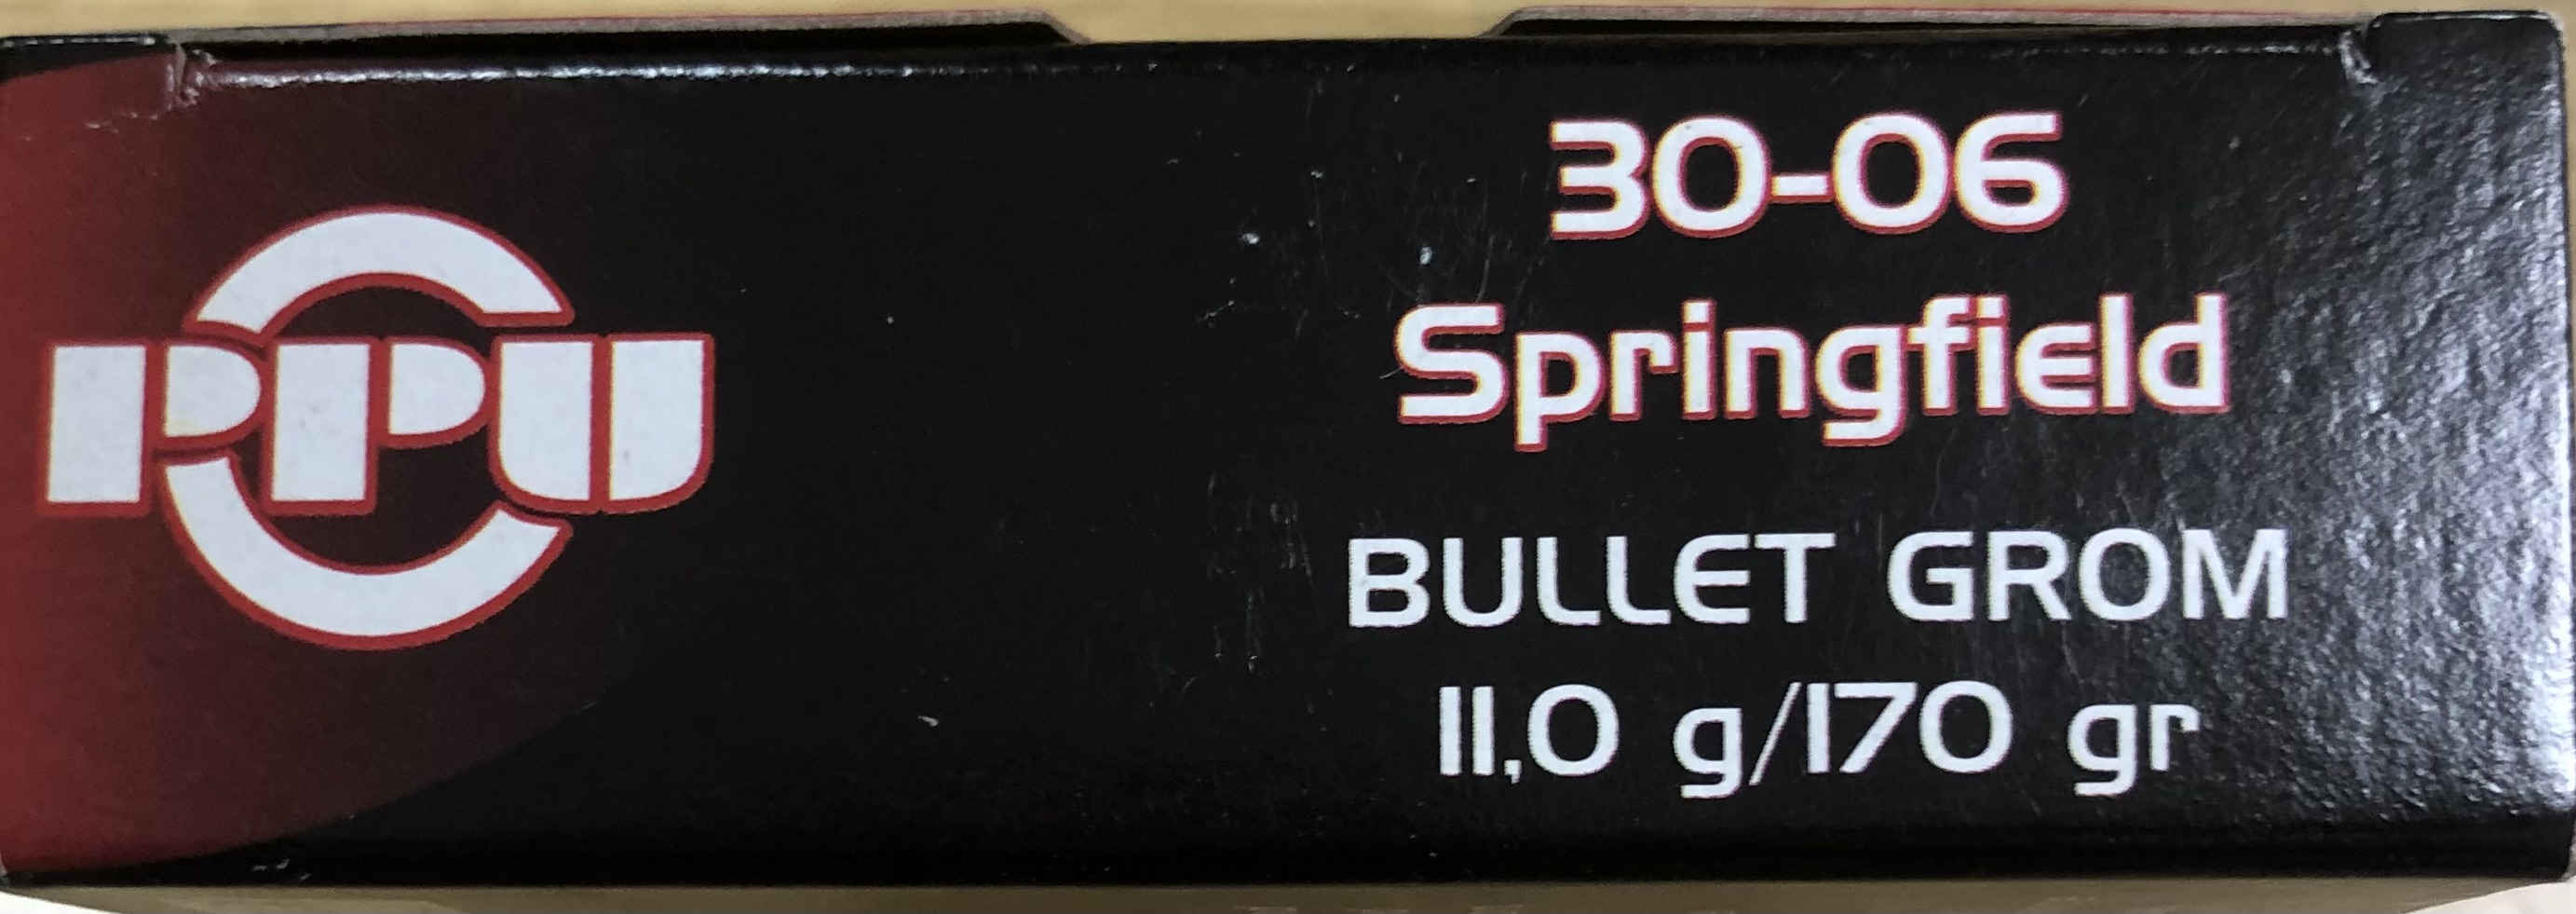 PPU
30-06
Springfield
BULLET GROM
11,0 g/170 gr